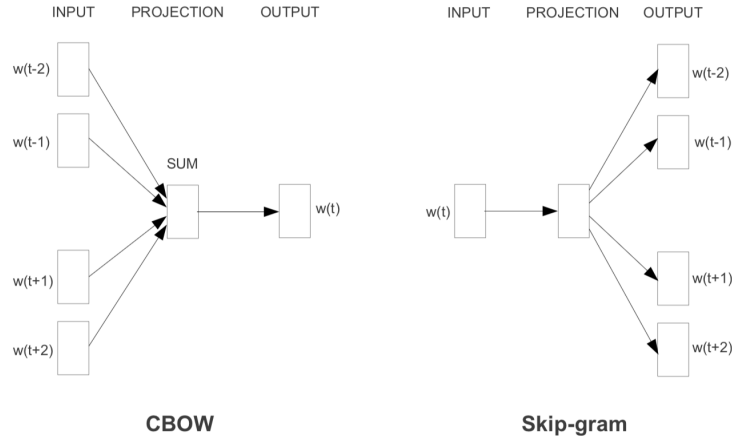 INPUT PROJECTION OUTPUT
w(t-2)
w(t-1)
SUM
w(t)
w(t+1)
w(t+2)
CBOW
INPUT PROJECTION OUTPUT
w(t-2)
w(t-1)
w(t)
w(t+1)
w(t+2)
Skip-gram